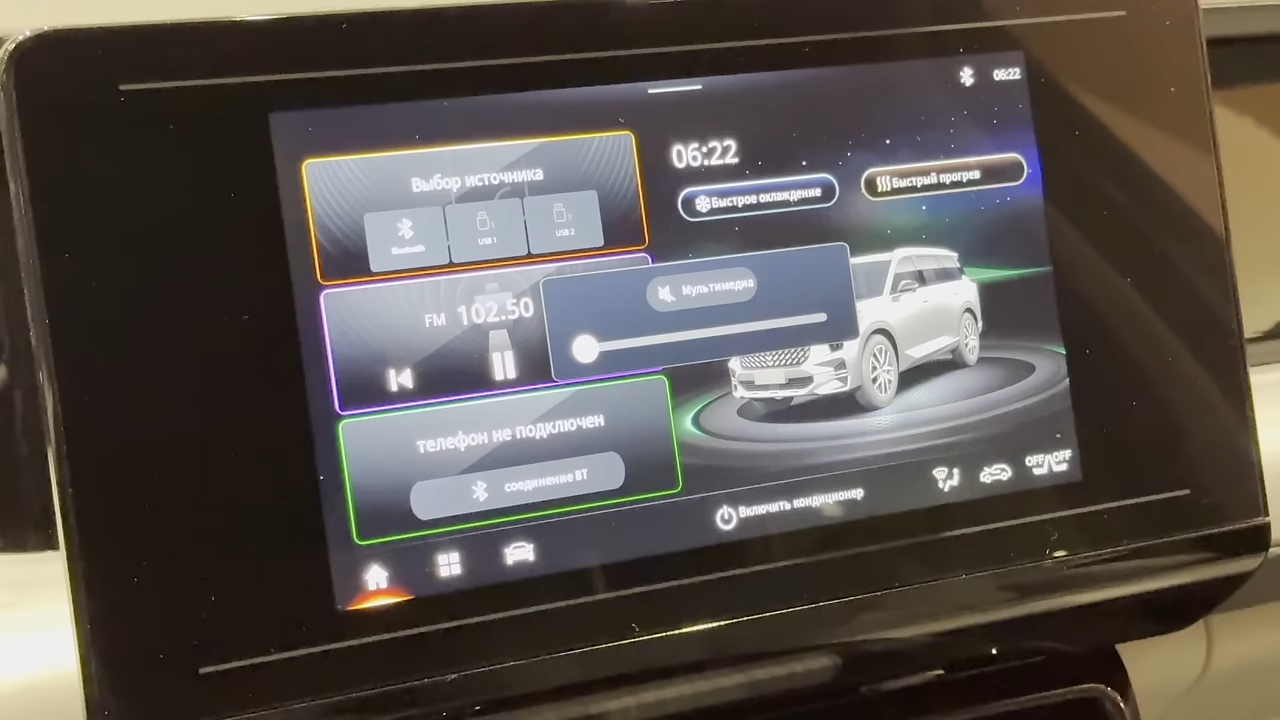 06:22
Выбор источника
Bluetooth
USB 1
USB 2
06:22
Быстрое охлаждение
Быстрый прогрев
FM 102.50
Мультимедиа
телефон не подключен
соединение BT
Включить кондиционер
OFF
OFF